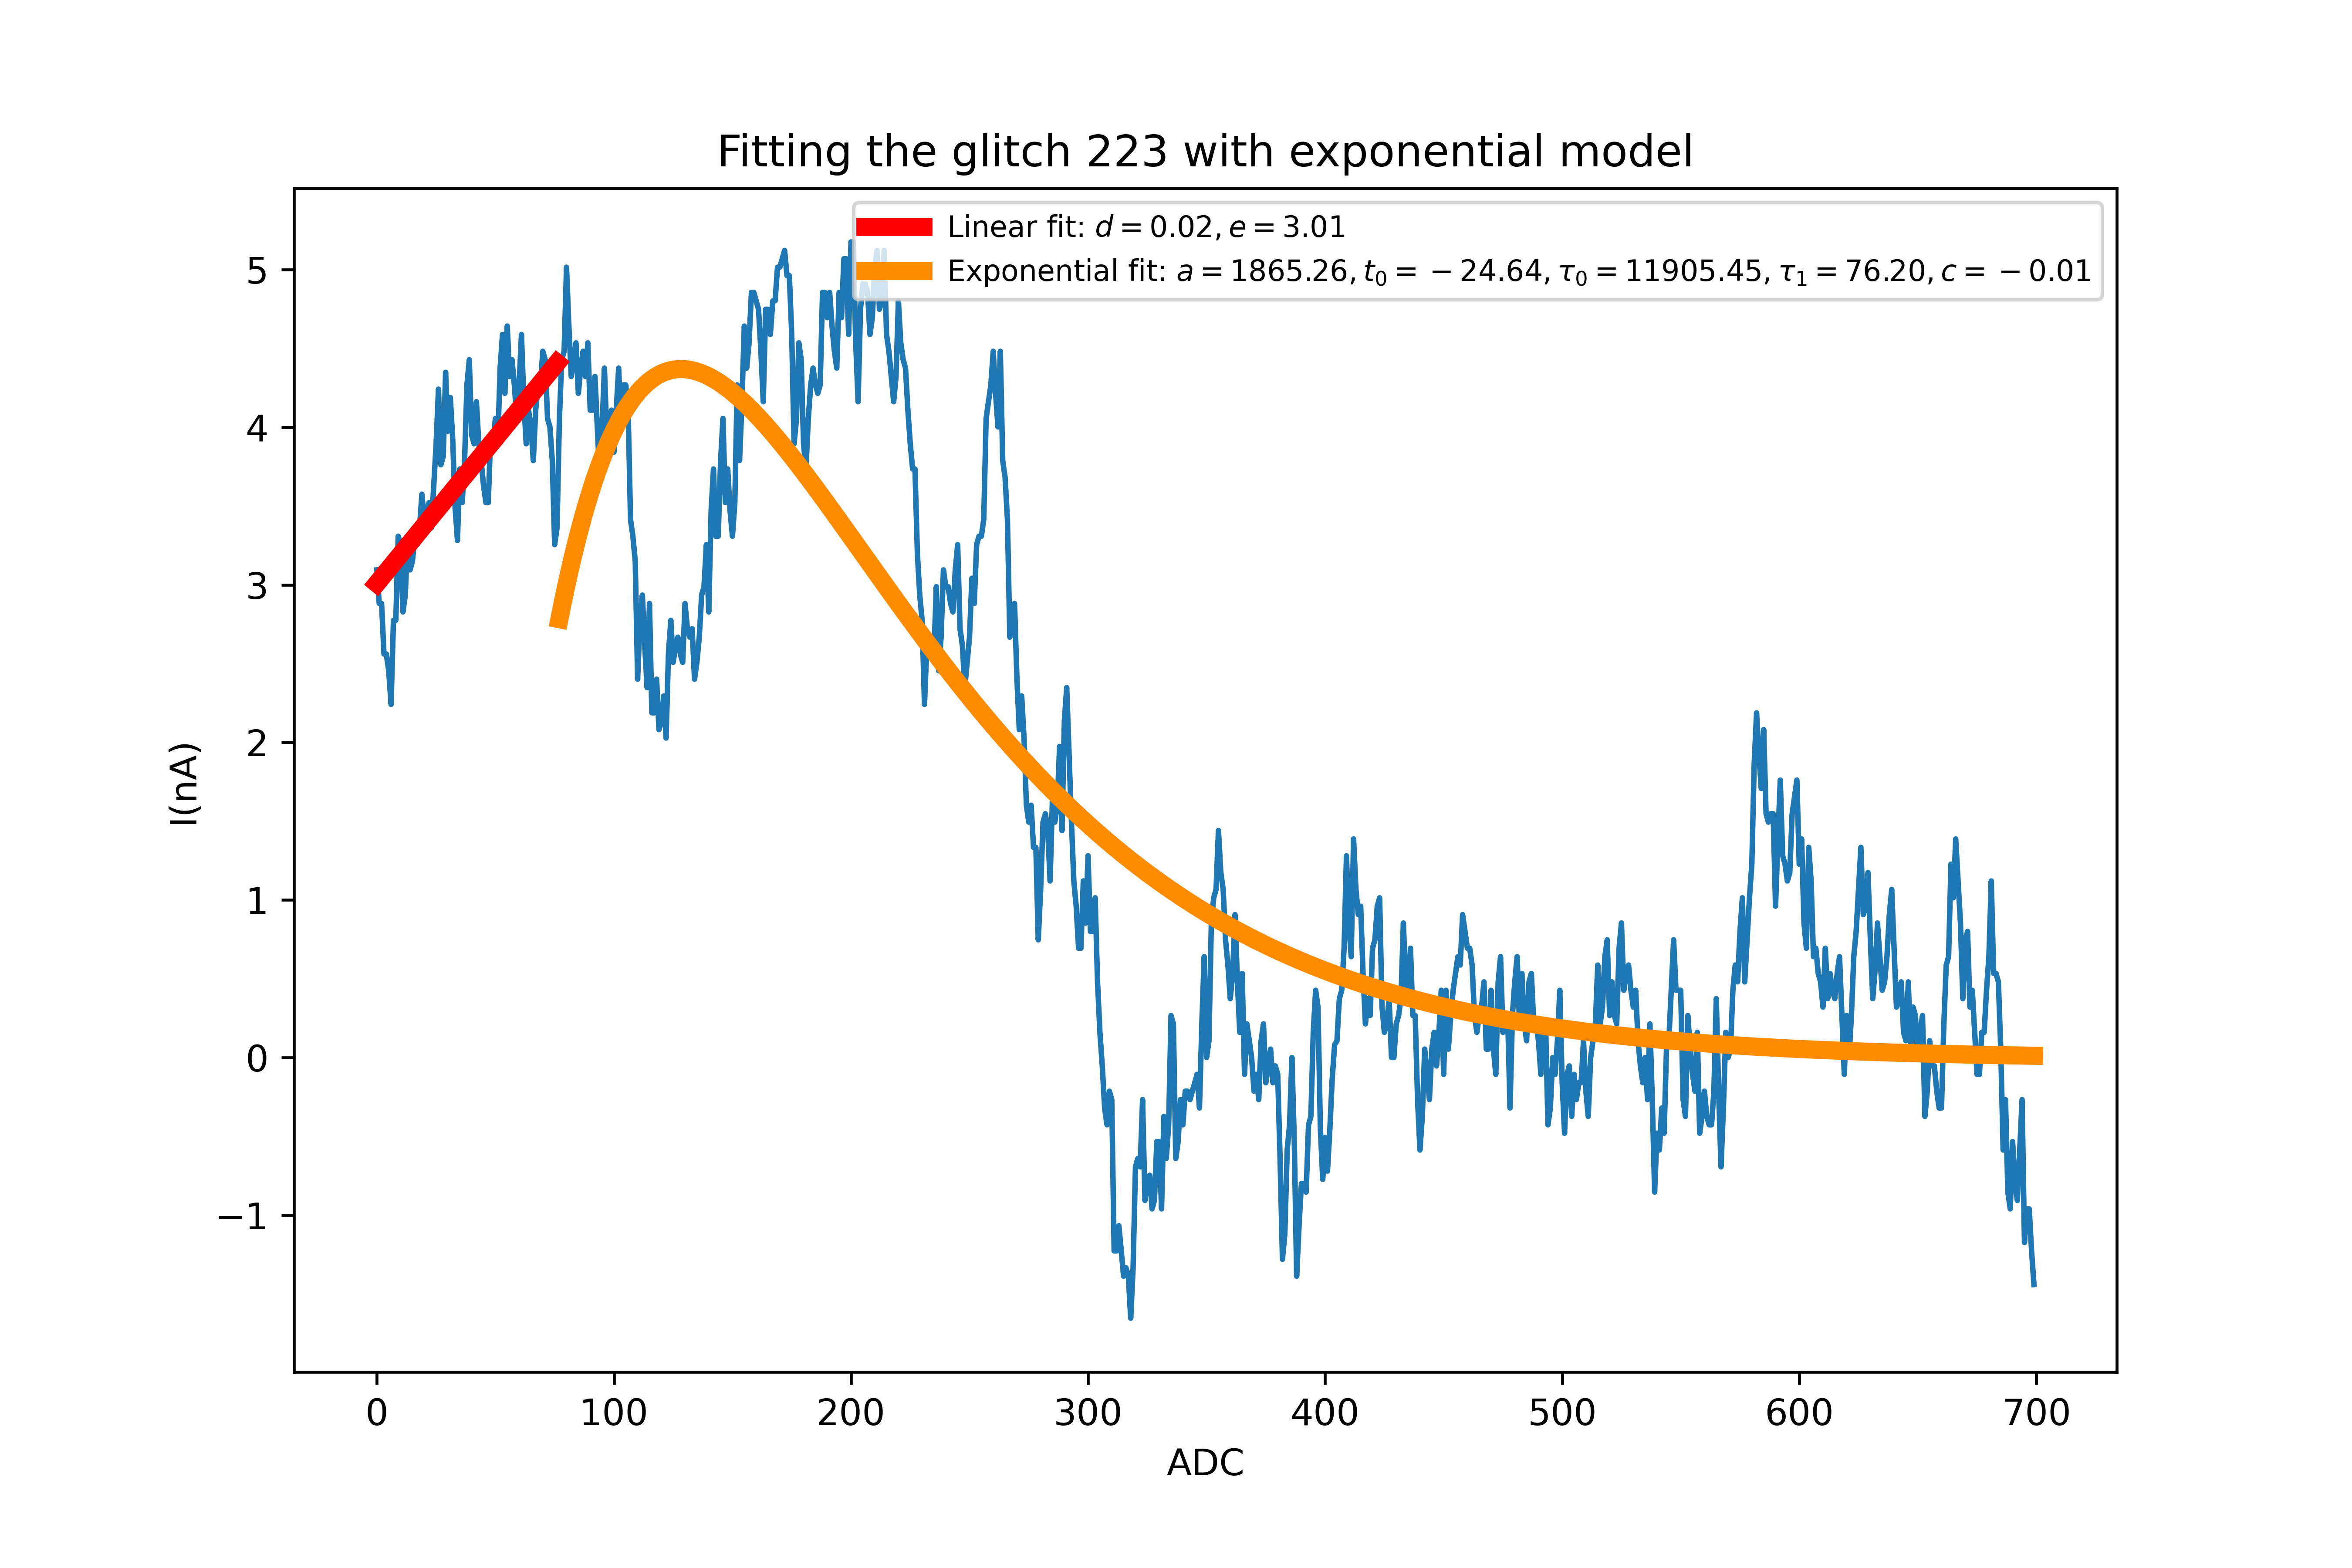 Fitting the glitch 223 with exponential model
Linear fit: d = 0.02, e = 3.01
Exponential fit: a = 1865.26, t₀ = −24.64, τ₀ = 11905.45, τ₁ = 76.20, c = −0.01
5
4
3
2
1
0
−1
I(nA)
0 100 200 300 400 500 600 700
ADC